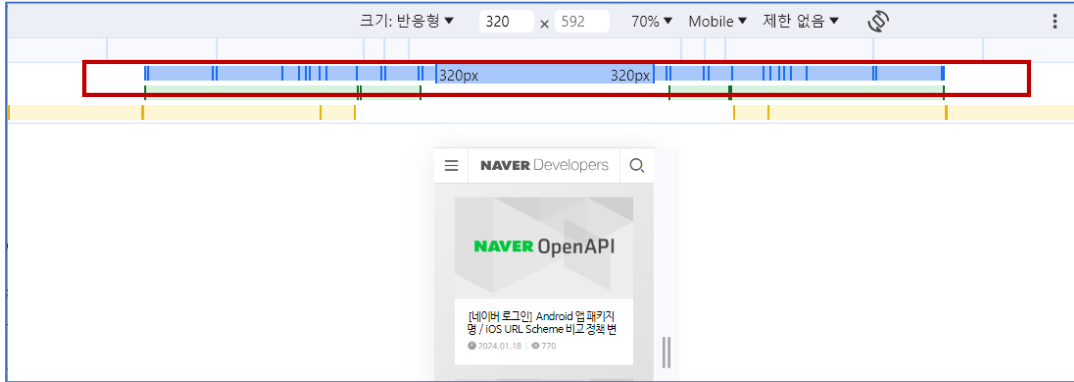 크기: 반응형 ▼ 320 x 592 70% ▼ Mobile ▼ 제한 없음 ▼
320px 320px
NAVER Developers
NAVER OpenAPI
[네이버 로그인] Android 앱 패키지
명 / iOS URL Scheme 비교 정책 변
2024.01.18 | 770